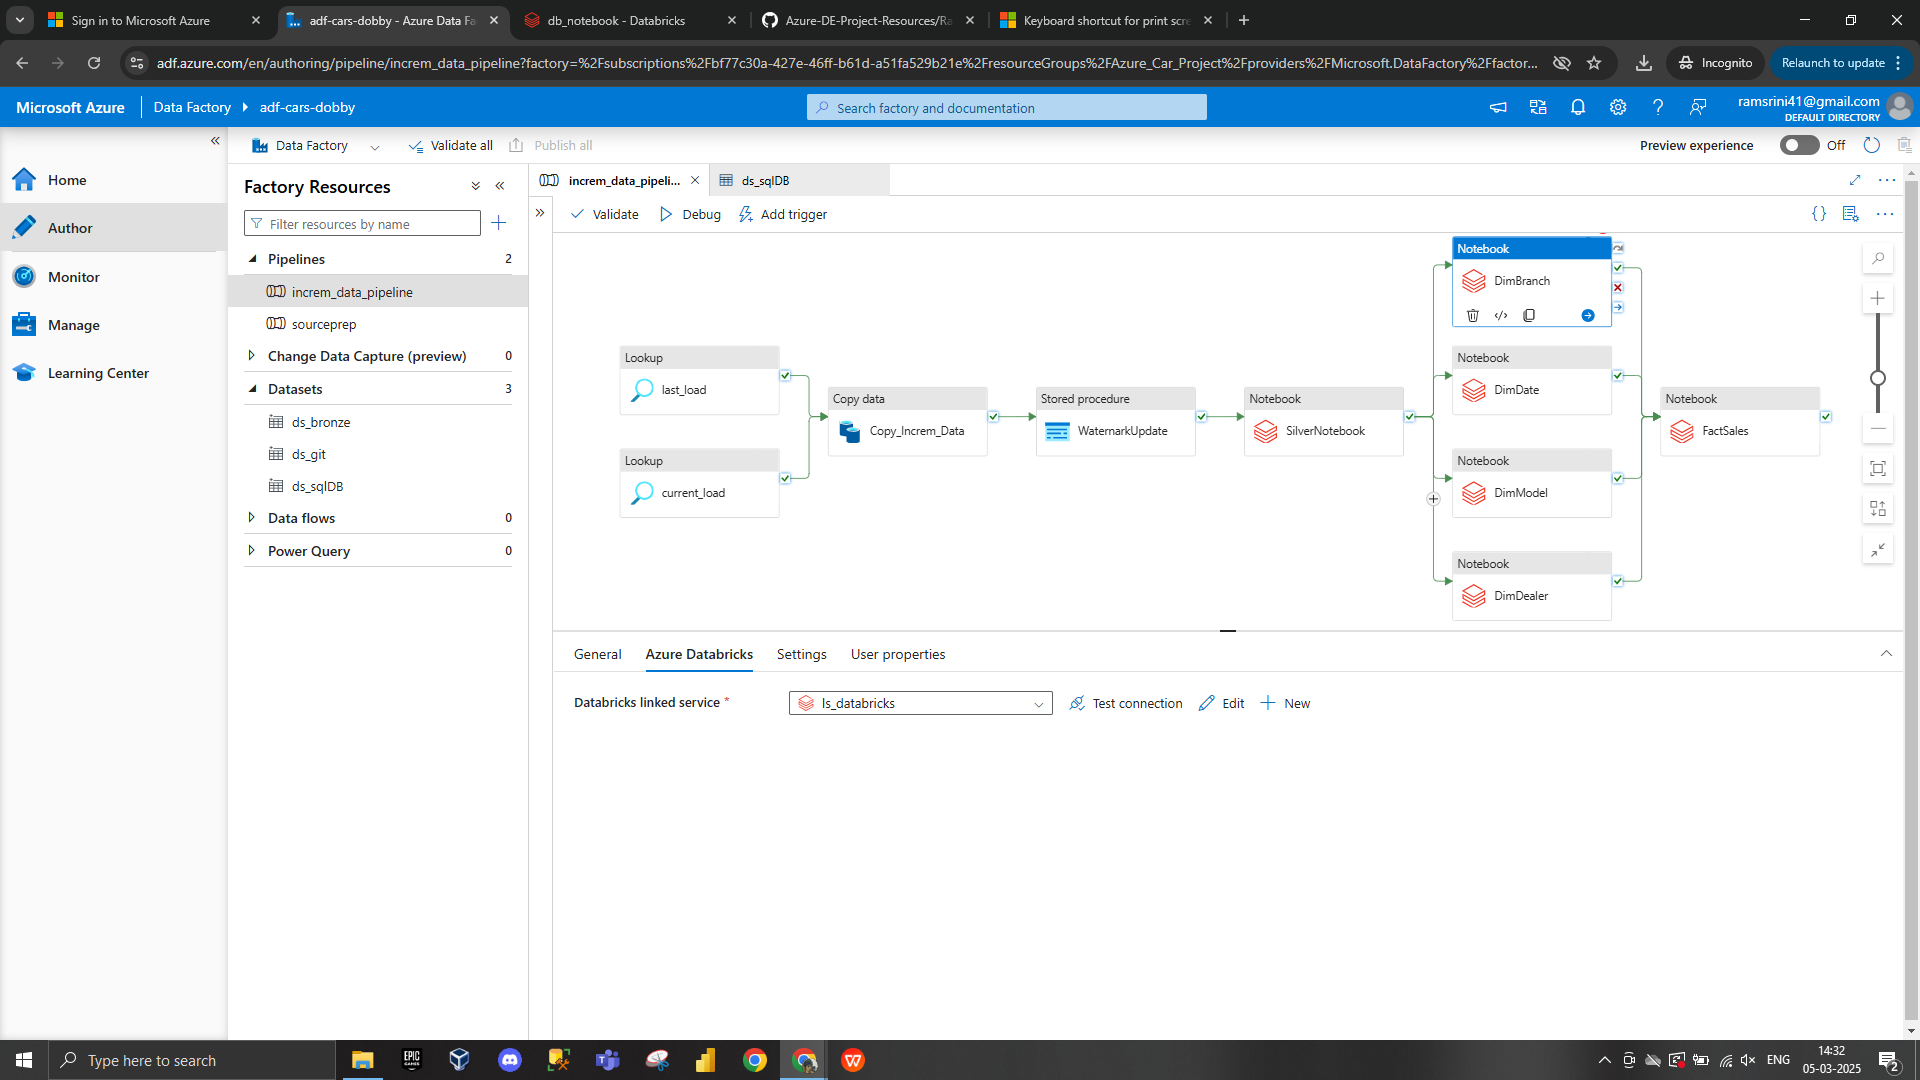 Sign in to Microsoft Azure
adf-cars-dobby - Azure Data Fa
db_notebook - Databricks
Azure-DE-Project-Resources/Ra
Keyboard shortcut for print scre
adf.azure.com/en/authoring/pipeline/increm_data_pipeline?factory=%2Fsubscriptions%2Fbf77c30a-427e-46ff-b61d-a51fa529b21e%2FresourceGroups%2FAzure_Car_Project%2Fproviders%2FMicrosoft.DataFactory%2Ffactor...
Incognito
Relaunch to update
Microsoft Azure
Data Factory
adf-cars-dobby
Search factory and documentation
ramsrini41@gmail.com
DEFAULT DIRECTORY
Home
Author
Monitor
Manage
Learning Center
Data Factory
Validate all
Publish all
Preview experience
Off
Factory Resources
Filter resources by name
Pipelines 2
increm_data_pipeline
sourceprep
Change Data Capture (preview) 0
Datasets 3
ds_bronze
ds_git
ds_sqlDB
Data flows 0
Power Query 0
increm_data_pipeli...
ds_sqlDB
Validate
Debug
Add trigger
Lookup
last_load
Lookup
current_load
Copy data
Copy_Increm_Data
Stored procedure
WaternarkUpdate
Notebook
SilverNotebook
Notebook
DimBranch
Notebook
DimDate
Notebook
DimModel
Notebook
DimDealer
Notebook
FactSales
General
Azure Databricks
Settings
User properties
Databricks linked service *
ls_databricks
Test connection
Edit
New
Type here to search
EPIC
GAMES
ENG
14:32
05-03-2025
2